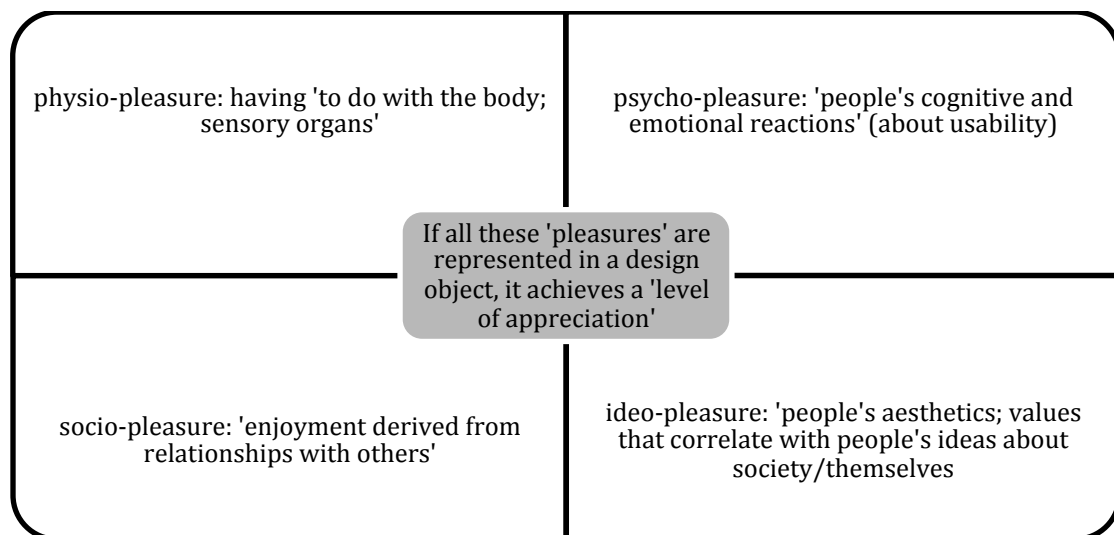 physio-pleasure: having 'to do with the body;
sensory organs'
psycho-pleasure: 'people's cognitive and
emotional reactions' (about usability)
If all these 'pleasures' are
represented in a design
object, it achieves a 'level
of appreciation'
socio-pleasure: 'enjoyment derived from
relationships with others'
ideo-pleasure: 'people's aesthetics; values
that correlate with people's ideas about
society/themselves